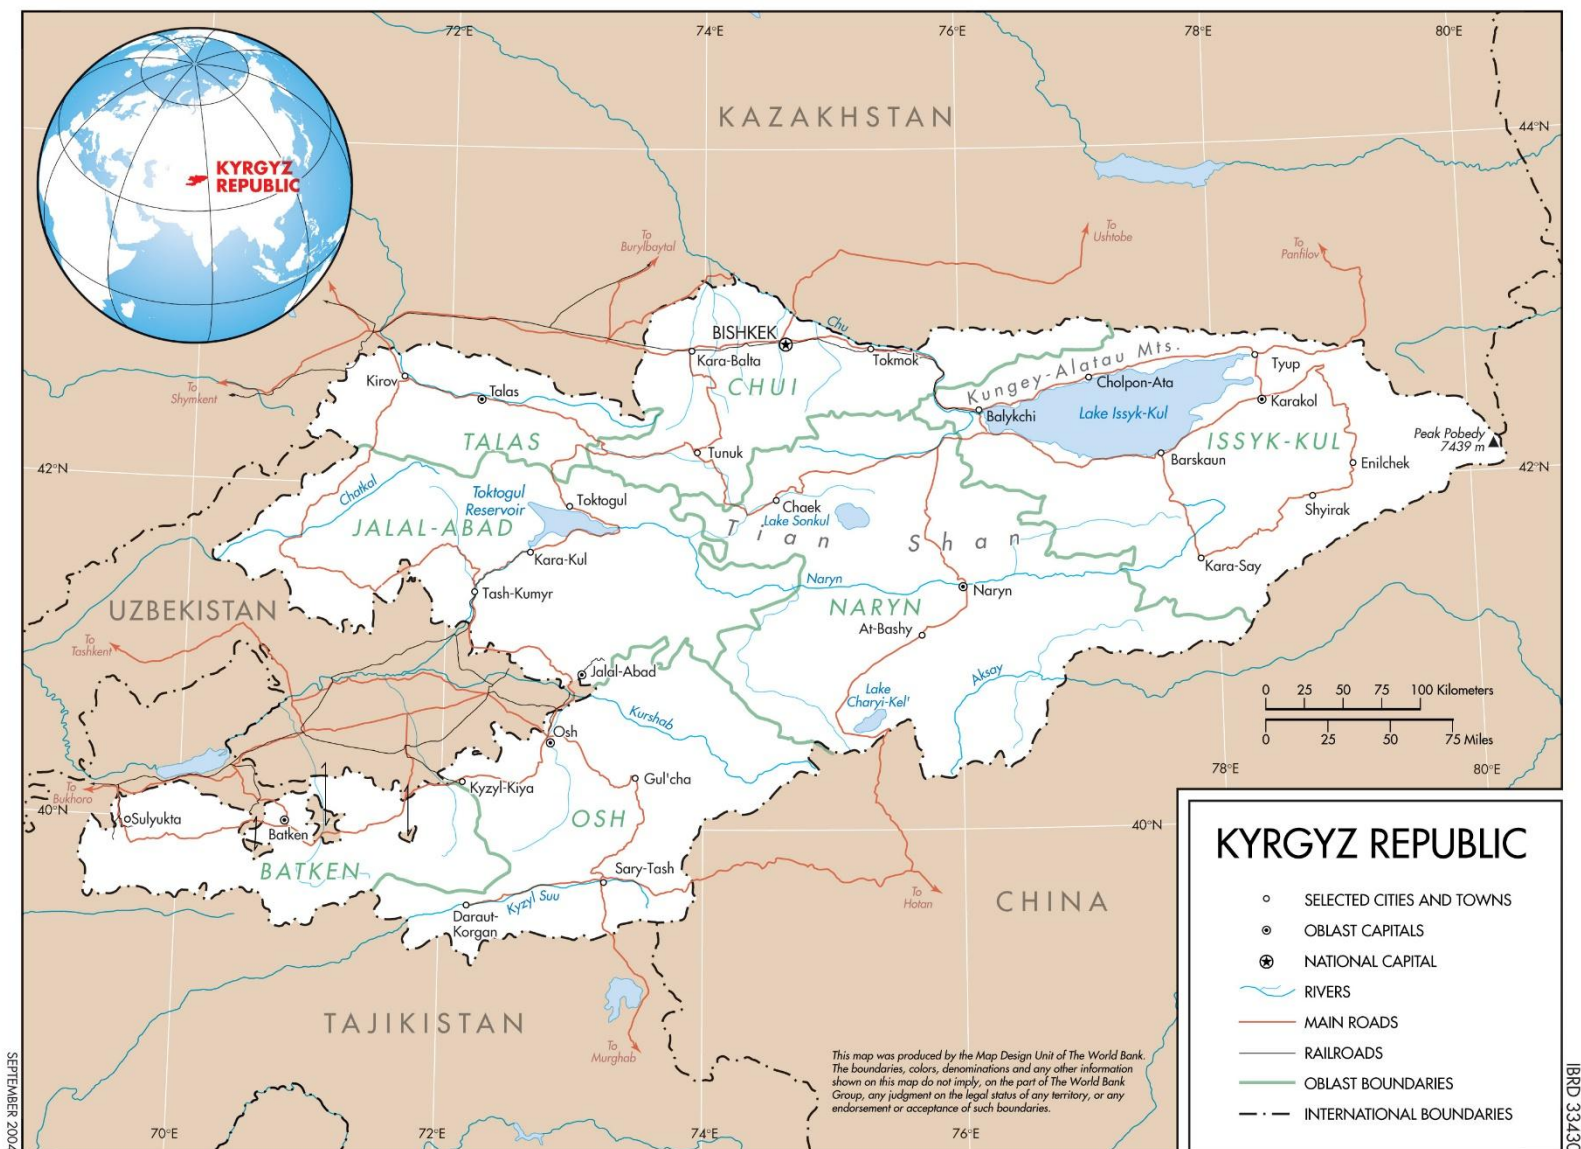 72°E
74°E
76°E
78°E
80°E
KAZAKHSTAN
44°N
KYRGYZ
REPUBLIC
To
Burylbaytal
To
Ushtobe
To
Panfilov
BISHKEK
Chu
Kara-Balta
Tokmok
Kungey-Alatau Mts.
Tyup
Kirov
Talas
CHUI
Cholpon-Ata
To
Shymkent
Balykchi
Lake Issyk-Kul
Karakol
TALAS
ISSYK-KUL
Peak Pobedy
7439 m
42°N
Tunuk
Barskaun
Enilchek
42°N
Chatkal
Toktogul
Reservoir
Toktogul
Chaek
Lake Sonkul
Shyirak
JALAL-ABAD
Tian Shan
Kara-Kul
Kara-Say
Tash-Kumyr
Naryn
Naryn
UZBEKISTAN
NARYN
At-Bashy
To
Tashkent
Jalal-Abad
Aksay
Lake
Charyi-Kel'
Kurshab
0 25 50 75 100 Kilometers
0 25 50 75 Miles
Osh
78°E
80°E
To
Bukhoro
Kyzyl-Kiya
Gul'cha
40°N
Sulyukta
Batken
OSH
40°N
BATKEN
Sary-Tash
Kyzyl Suu
Daraut-
Korgan
To
Hotan
CHINA
TAJIKISTAN
To
Murghab
KYRGYZ REPUBLIC
SELECTED CITIES AND TOWNS
OBLAST CAPITALS
NATIONAL CAPITAL
RIVERS
MAIN ROADS
RAILROADS
OBLAST BOUNDARIES
INTERNATIONAL BOUNDARIES
This map was produced by the Map Design Unit of The World Bank.
The boundaries, colors, denominations and any other information
shown on this map do not imply, on the part of The World Bank
Group, any judgment on the legal status of any territory, or any
endorsement or acceptance of such boundaries.
70°E
72°E
74°E
76°E
SEPTEMBER 2004
IBRD 33430